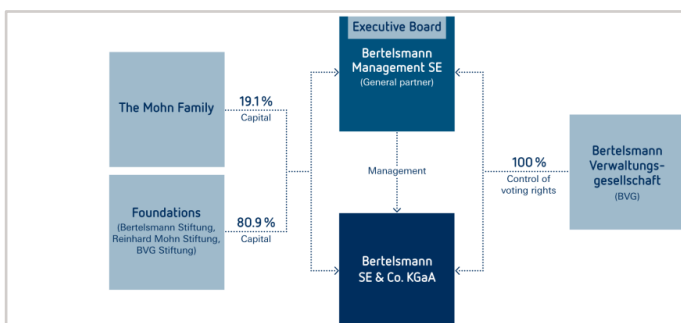 Executive Board
Bertelsmann
Management SE
(General partner)
The Mohn Family
19.1 %
Capital
Management
100 %
Control of
voting rights
Bertelsmann
Verwaltungs-
gesellschaft
(BVG)
Foundations
(Bertelsmann Stiftung,
Reinhard Mohn Stiftung,
BVG Stiftung)
80.9 %
Capital
Bertelsmann
SE & Co. KGaA